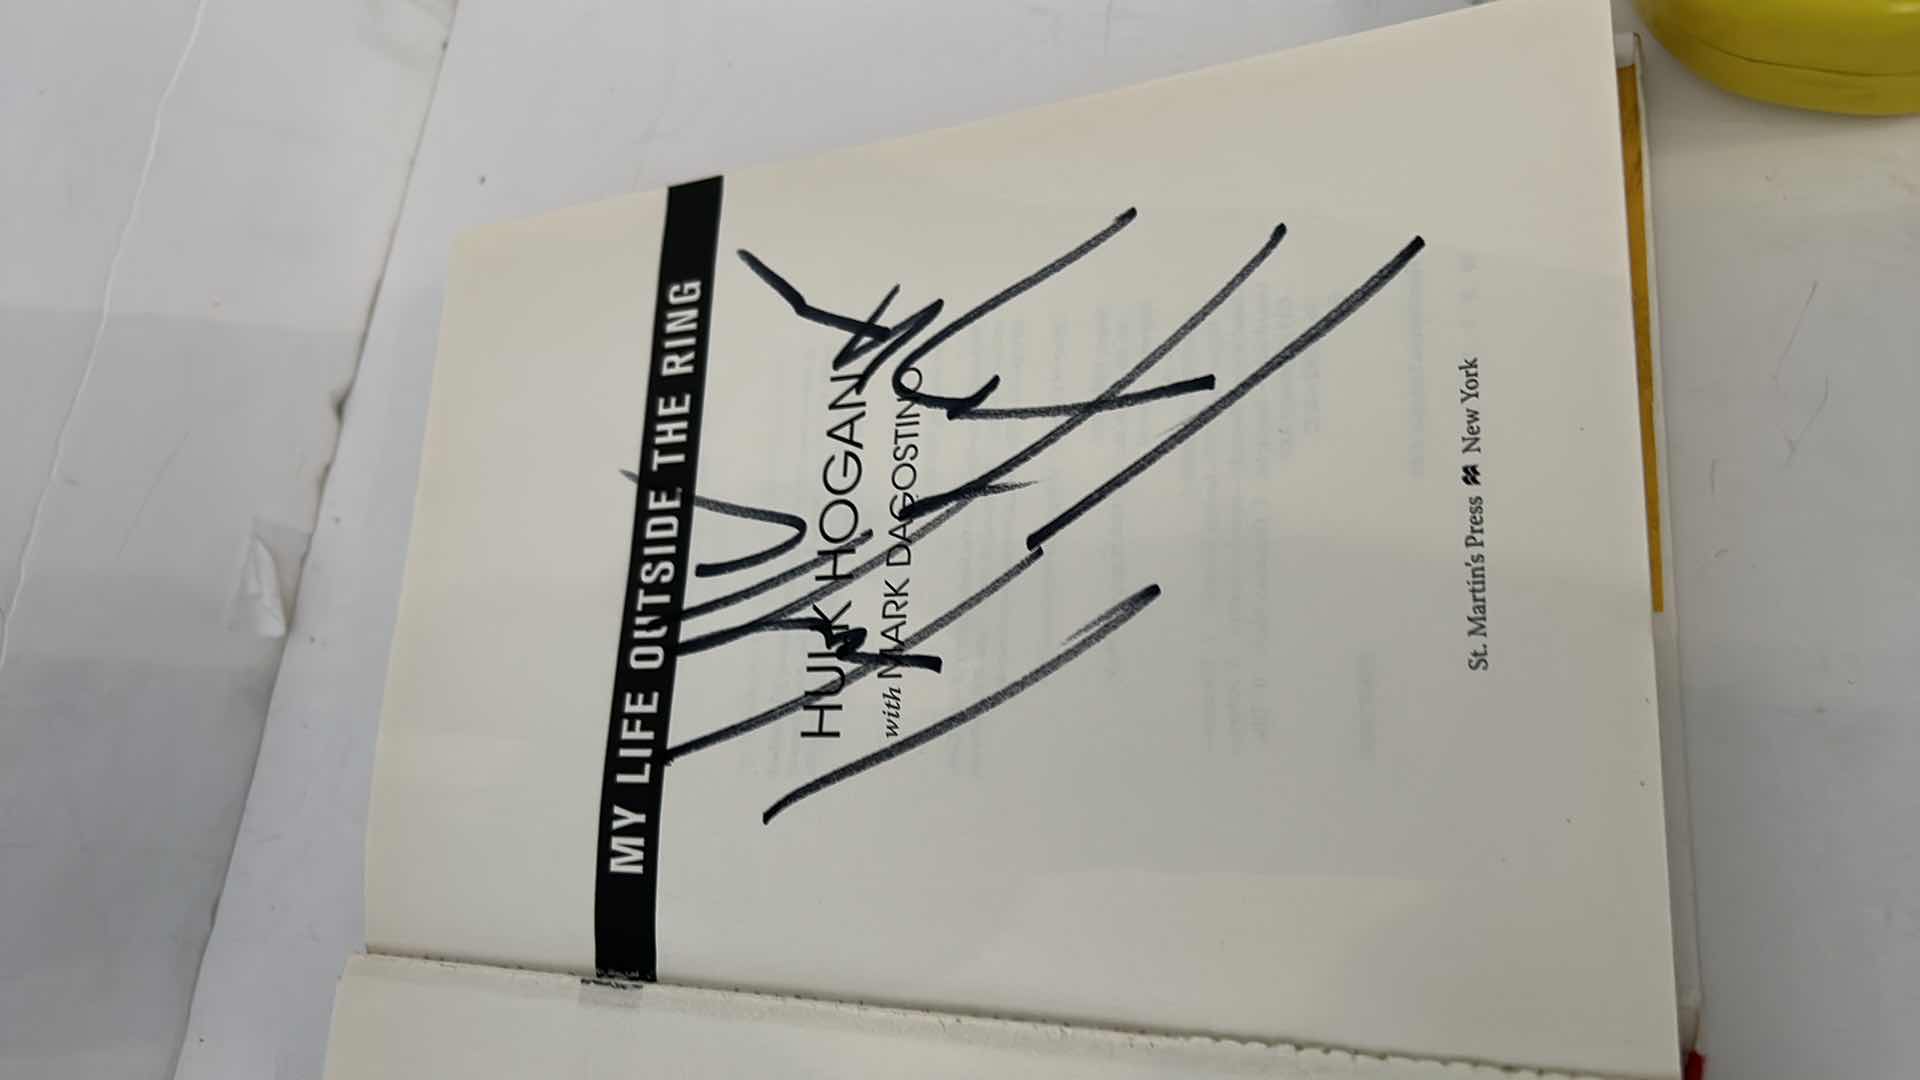 MY LIFE OUTSIDE THE RING
HULK HOGAN
with MARK DAGOSTINO
St. Martin's Press New York